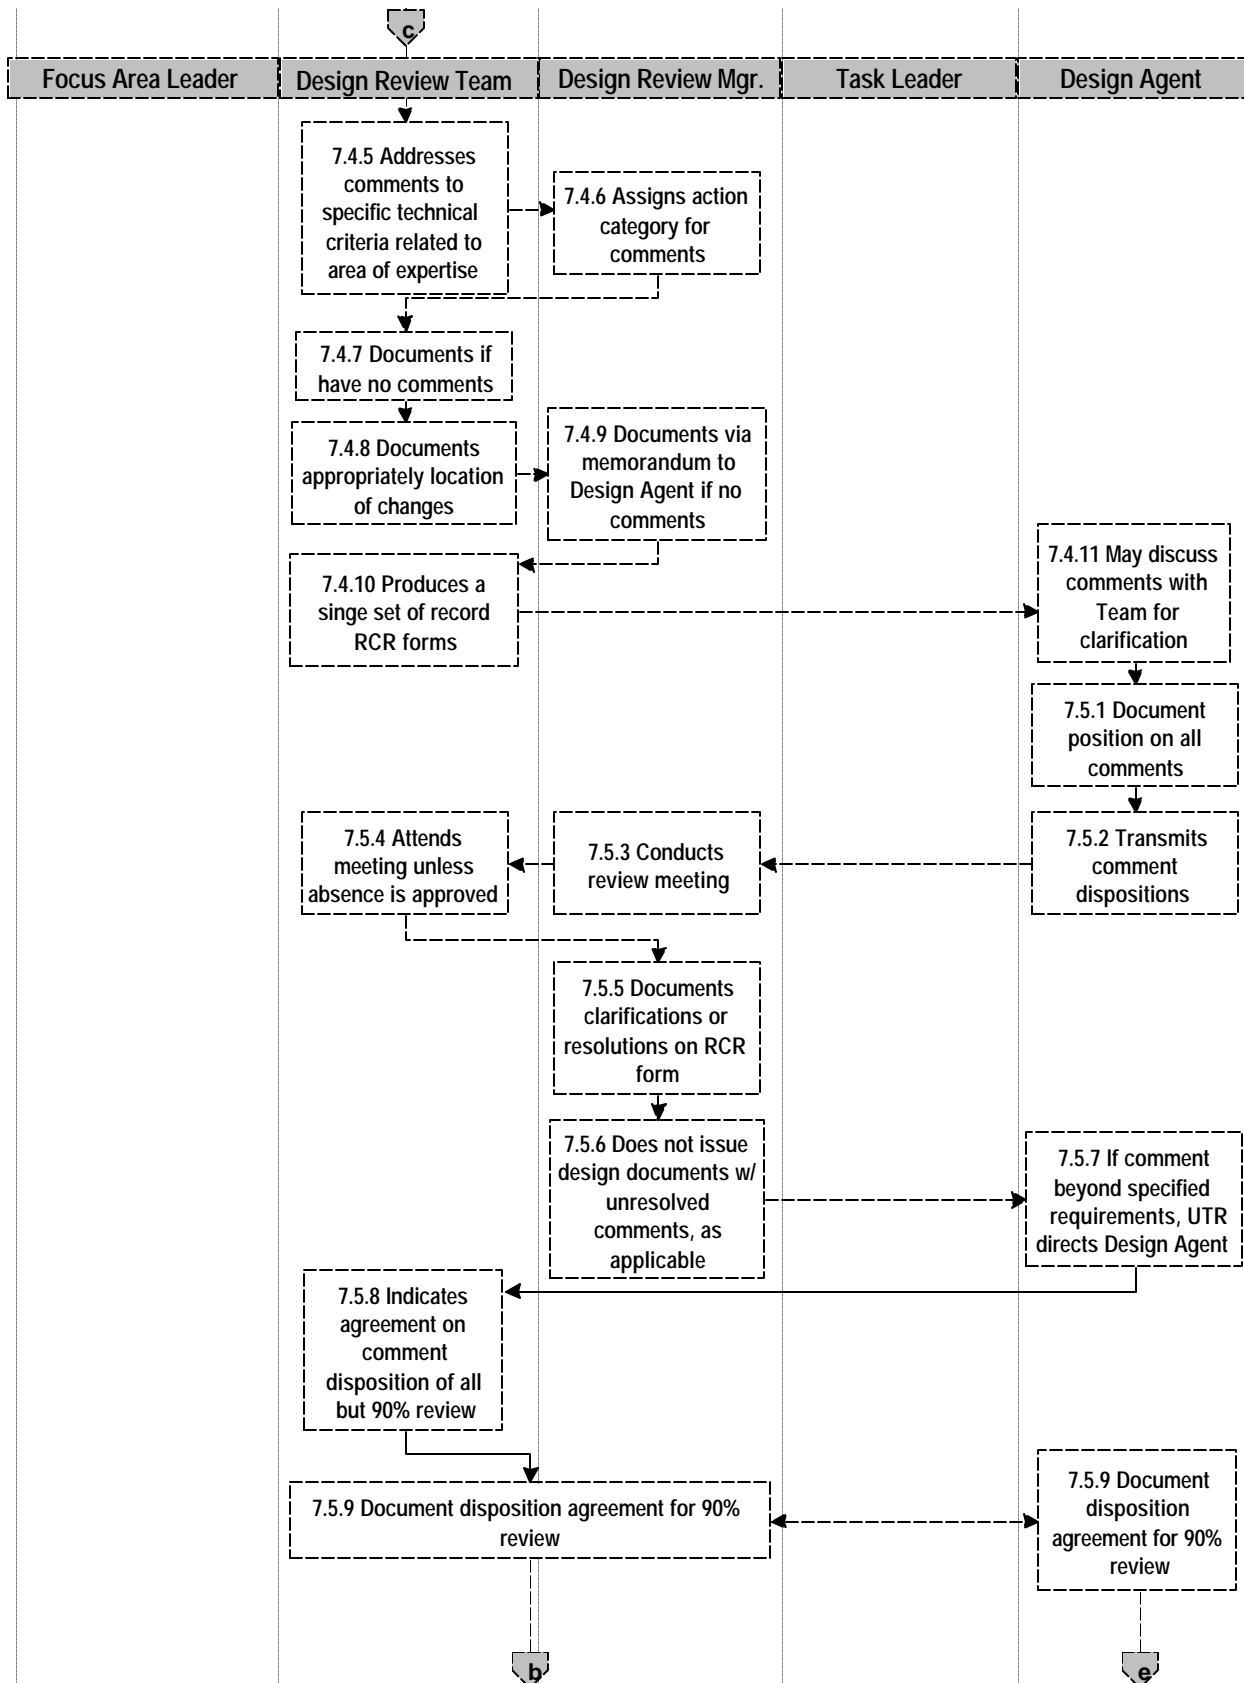 c
Focus Area Leader
Design Review Team
Design Review Mgr.
Task Leader
Design Agent
7.4.5 Addresses
comments to
specific technical
criteria related to
area of expertise
7.4.6 Assigns action
category for
comments
7.4.7 Documents if
have no comments
7.4.8 Documents
appropriately location
of changes
7.4.9 Documents via
memorandum to
Design Agent if no
comments
7.4.10 Produces a
singe set of record
RCR forms
7.4.11 May discuss
comments with
Team for
clarification
7.5.1 Document
position on all
comments
7.5.2 Transmits
comment
dispositions
7.5.3 Conducts
review meeting
7.5.4 Attends
meeting unless
absence is approved
7.5.5 Documents
clarifications or
resolutions on RCR
form
7.5.6 Does not issue
design documents w/
unresolved
comments, as
applicable
7.5.7 If comment
beyond specified
requirements, UTR
directs Design Agent
7.5.8 Indicates
agreement on
comment
disposition of all
but 90% review
7.5.9 Document disposition agreement for 90%
review
7.5.9 Document
disposition
agreement for 90%
review
b
e